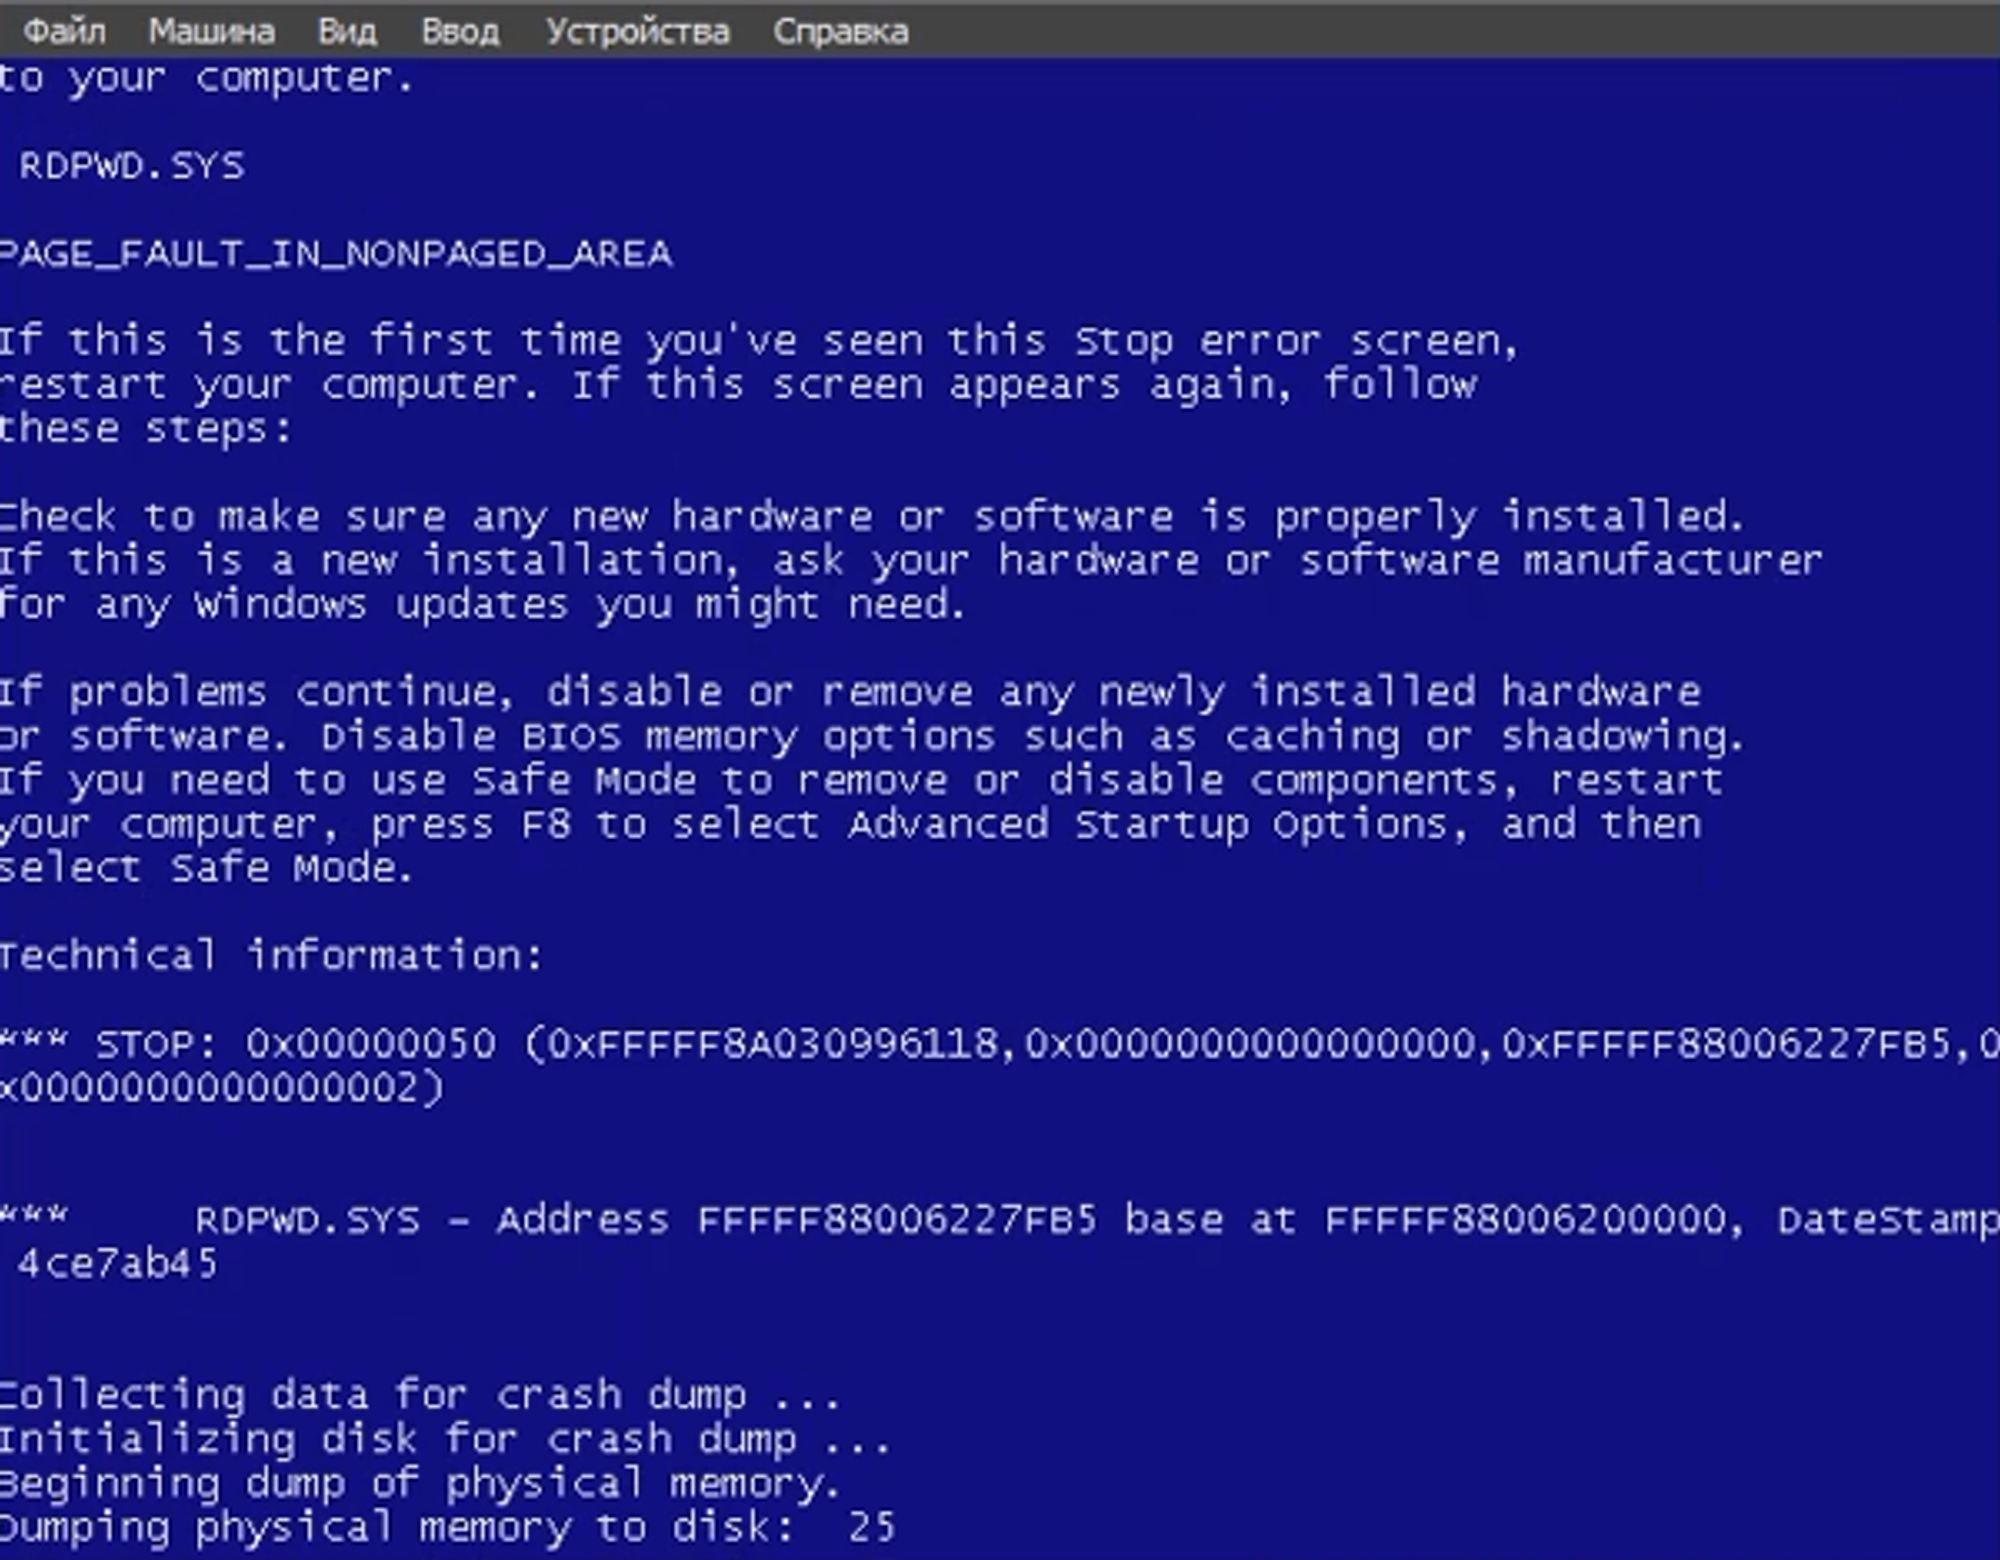 Файл Машина Вид Ввод Устройства Справка
to your computer.
RDPWD.SYS
PAGE_FAULT_IN_NONPAGED_AREA
If this is the first time you've seen this Stop error screen,
restart your computer. If this screen appears again, follow
these steps:
Check to make sure any new hardware or software is properly installed.
If this is a new installation, ask your hardware or software manufacturer
for any windows updates you might need.
If problems continue, disable or remove any newly installed hardware
or software. Disable BIOS memory options such as caching or shadowing.
If you need to use Safe Mode to remove or disable components, restart
your computer, press F8 to select Advanced Startup Options, and then
select Safe Mode.
Technical information:
*** STOP: 0x00000050 (0xFFFFF8A030996118,0x0000000000000000,0xFFFFF88006227FB5,0
x0000000000000002)
*** RDPWD.SYS - Address FFFFF88006227FB5 base at FFFFF88006200000, DateStamp
4ce7ab45
Collecting data for crash dump ...
Initializing disk for crash dump ...
Beginning dump of physical memory.
Dumping physical memory to disk: 25